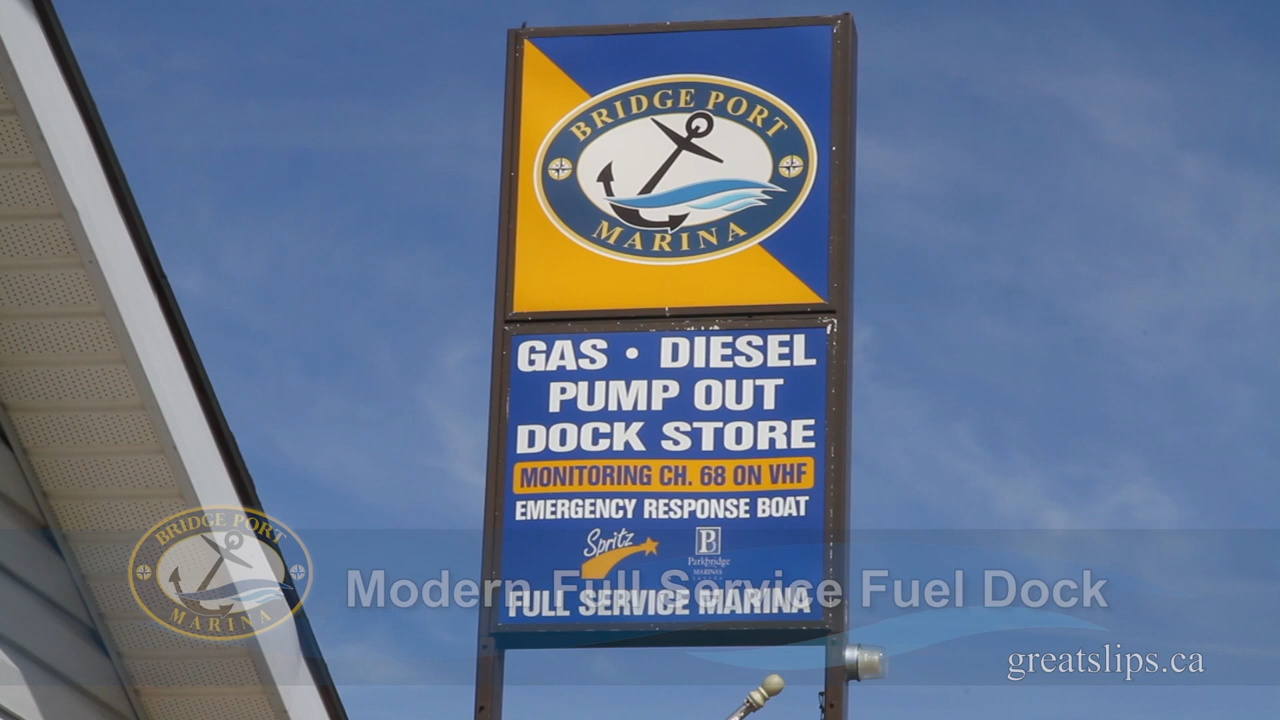 BRIDGE PORT
MARINA
GAS • DIESEL
PUMP OUT
DOCK STORE
MONITORING CH. 68 ON VHF
EMERGENCY RESPONSE BOAT
Spritz
Parkbridge
MARINAS
FULL SERVICE MARINA
BRIDGE PORT
MARINA
Modern Full Service Fuel Dock
greatslips.ca